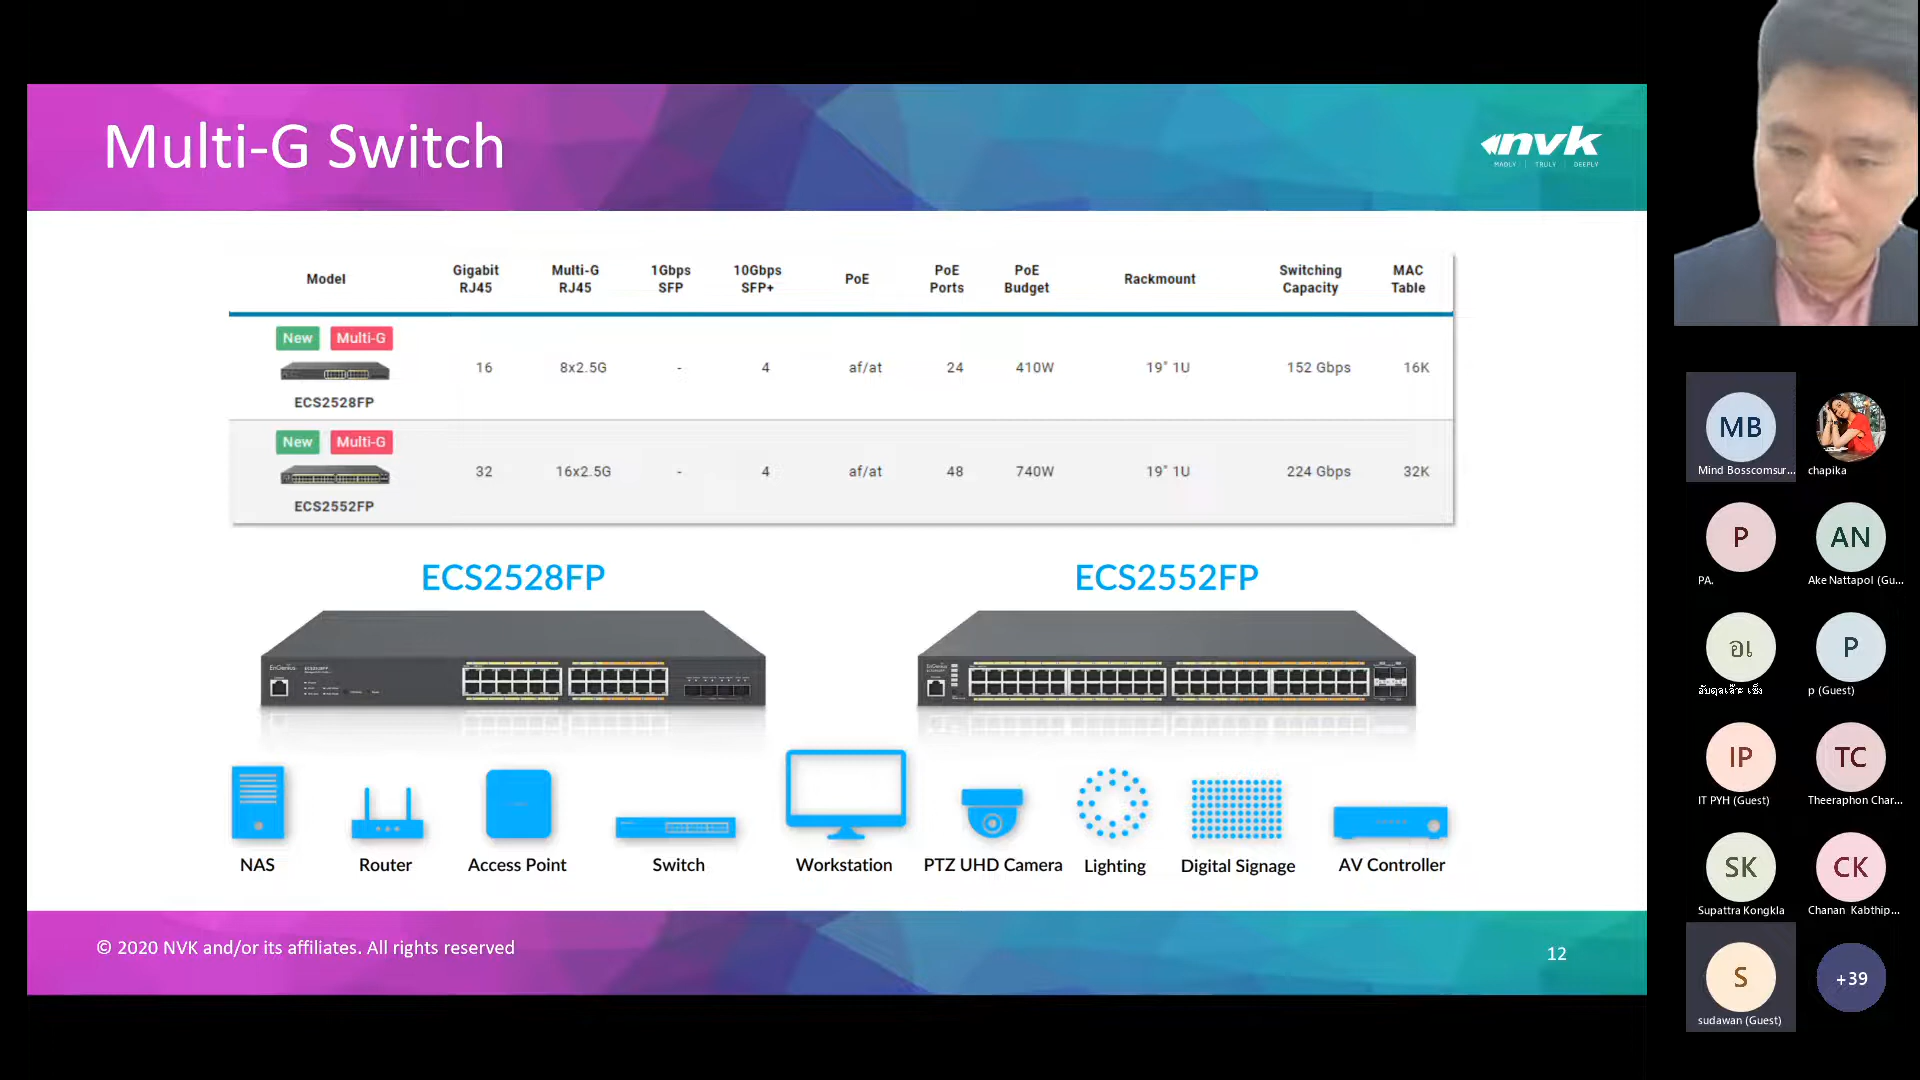 Multi-G Switch
nvk
MADLY | TRULY | DEEPLY
Model Gigabit RJ45 Multi-G RJ45 1Gbps SFP 10Gbps SFP+ PoE PoE Ports PoE Budget Rackmount Switching Capacity MAC Table
New Multi-G
ECS2528FP 16 8x2.5G - 4 af/at 24 410W 19" 1U 152 Gbps 16K
New Multi-G
ECS2552FP 32 16x2.5G - 4 af/at 48 740W 19" 1U 224 Gbps 32K
ECS2528FP
ECS2552FP
EnGenius
EnGenius
NAS
Router
Access Point
Switch
Workstation
PTZ UHD Camera
Lighting
Digital Signage
AV Controller
© 2020 NVK and/or its affiliates. All rights reserved
12
MB
Mind Bosscomsur...
chapika
P
PA.
AN
Ake Nattapol (Gu...
อเ
P
p (Guest)
IP
IT PYH (Guest)
TC
Theeraphon Char...
SK
Supattra Kongkla
CK
Chanan Kabthip...
S
sudawan (Guest)
+39